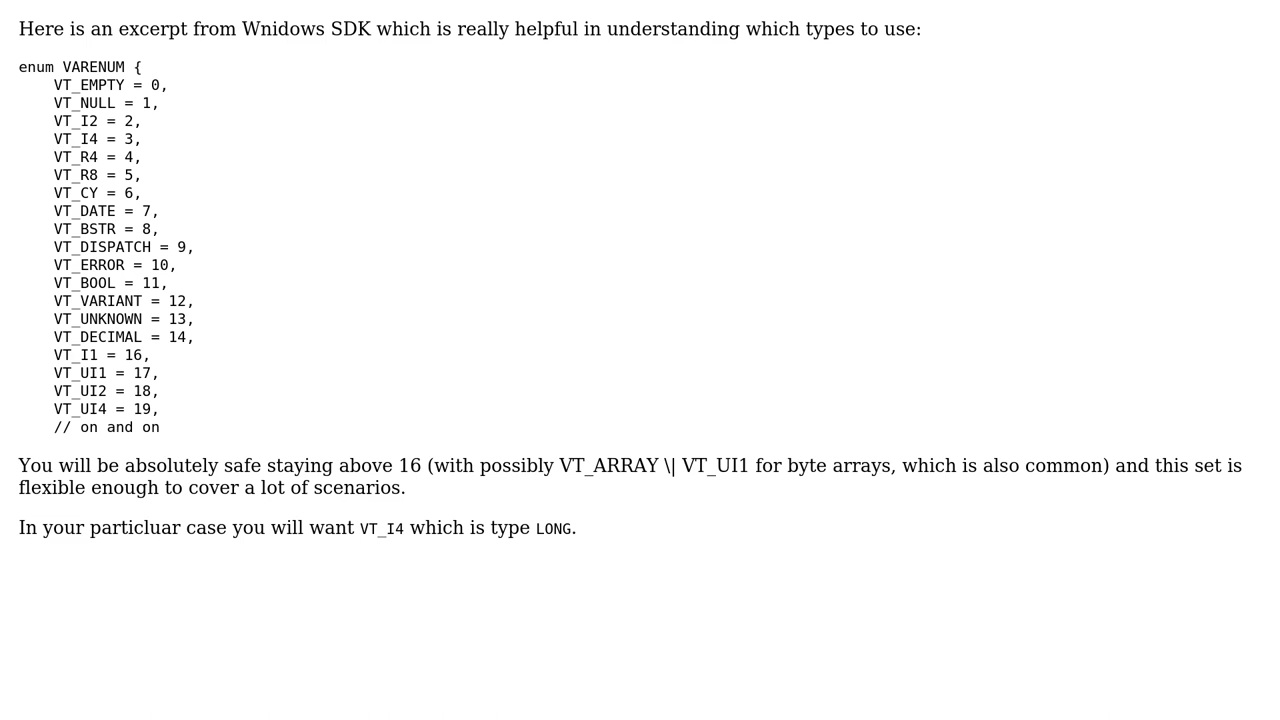 Here is an excerpt from Wnidows SDK which is really helpful in understanding which types to use:
enum VARENUM {
    VT_EMPTY = 0,
    VT_NULL = 1,
    VT_I2 = 2,
    VT_I4 = 3,
    VT_R4 = 4,
    VT_R8 = 5,
    VT_CY = 6,
    VT_DATE = 7,
    VT_BSTR = 8,
    VT_DISPATCH = 9,
    VT_ERROR = 10,
    VT_BOOL = 11,
    VT_VARIANT = 12,
    VT_UNKNOWN = 13,
    VT_DECIMAL = 14,
    VT_I1 = 16,
    VT_UI1 = 17,
    VT_UI2 = 18,
    VT_UI4 = 19,
    // on and on
You will be absolutely safe staying above 16 (with possibly VT_ARRAY \| VT_UI1 for byte arrays, which is also common) and this set is
flexible enough to cover a lot of scenarios.
In your particluar case you will want VT_I4 which is type LONG.